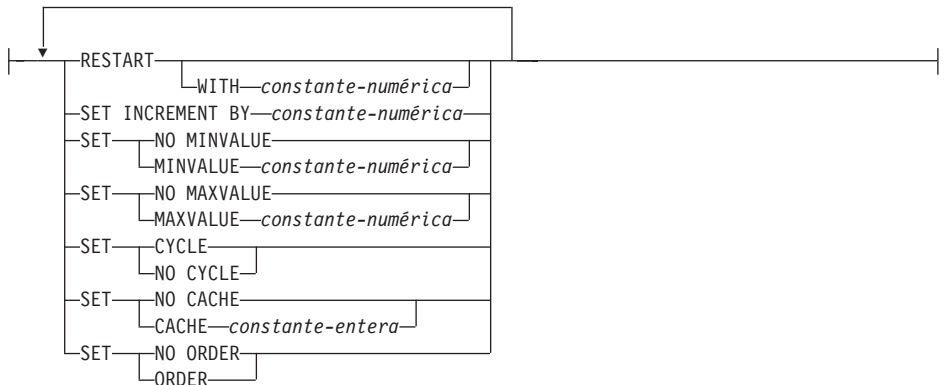 RESTART
WITH constante-numérica
SET INCREMENT BY constante-numérica
SET NO MINVALUE
MINVALUE constante-numérica
SET NO MAXVALUE
MAXVALUE constante-numérica
SET CYCLE
NO CYCLE
SET NO CACHE
CACHE constante-entera
SET NO ORDER
ORDER